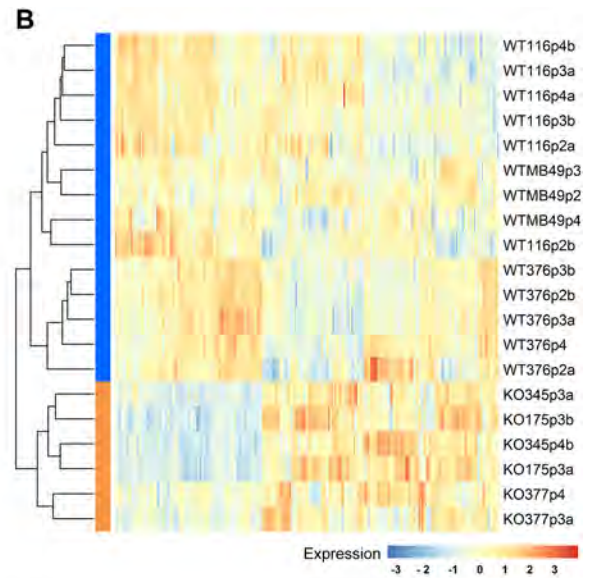 B
WT116p4b
WT116p3a
WT116p4a
WT116p3b
WT116p2a
WTMB49p3
WTMB49p2
WTMB49p4
WT116p2b
WT376p3b
WT376p2b
WT376p3a
WT376p4
WT376p2a
KO345p3a
KO175p3b
KO345p4b
KO175p3a
KO377p4
KO377p3a
Expression
-3 -2 -1 0 1 2 3